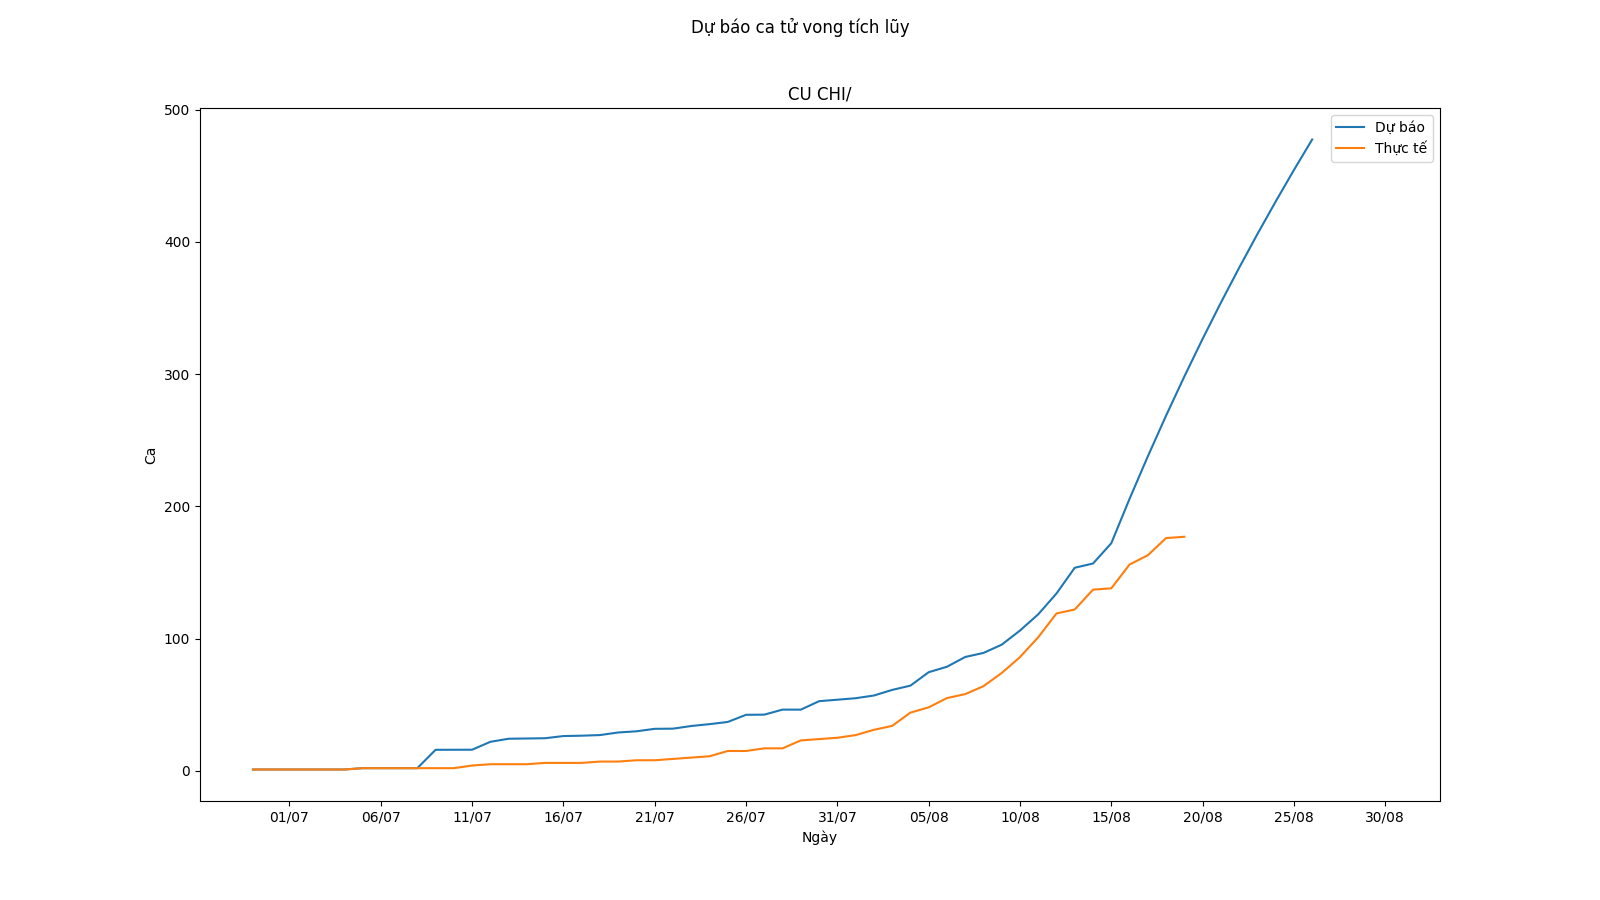 Dự báo ca tử vong tích lũy
CU CHI/
500
400
300
200
100
0
Ca
Dự báo
Thực tế
01/07 06/07 11/07 16/07 21/07 26/07 31/07 05/08 10/08 15/08 20/08 25/08 30/08
Ngày